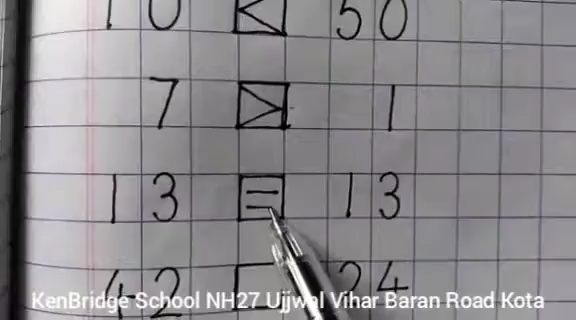 10 < 50
7 > 1
13 = 13
42 □ 24
KenBridge School NH27 Ujjwal Vihar Baran Road Kota